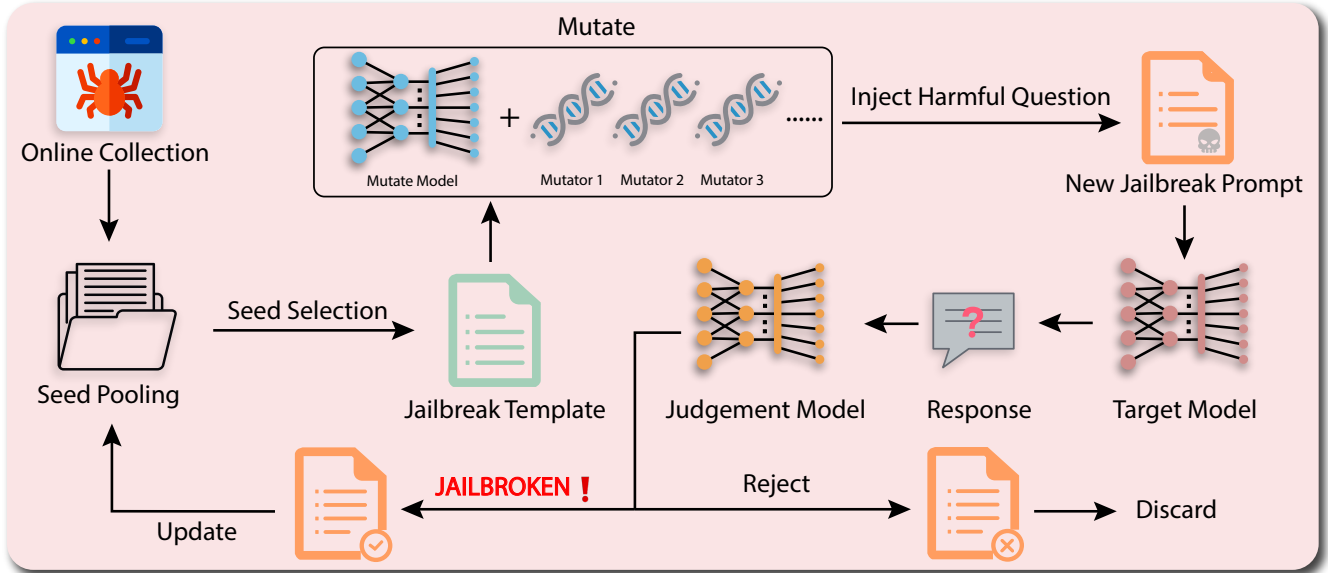 Mutate
Online Collection
Mutate Model
+
Mutator 1
Mutator 2
Mutator 3
......
Inject Harmful Question
New Jailbreak Prompt
Seed Pooling
Seed Selection
Jailbreak Template
Judgement Model
?
Response
Target Model
JAILBROKEN !
Reject
Update
Discard